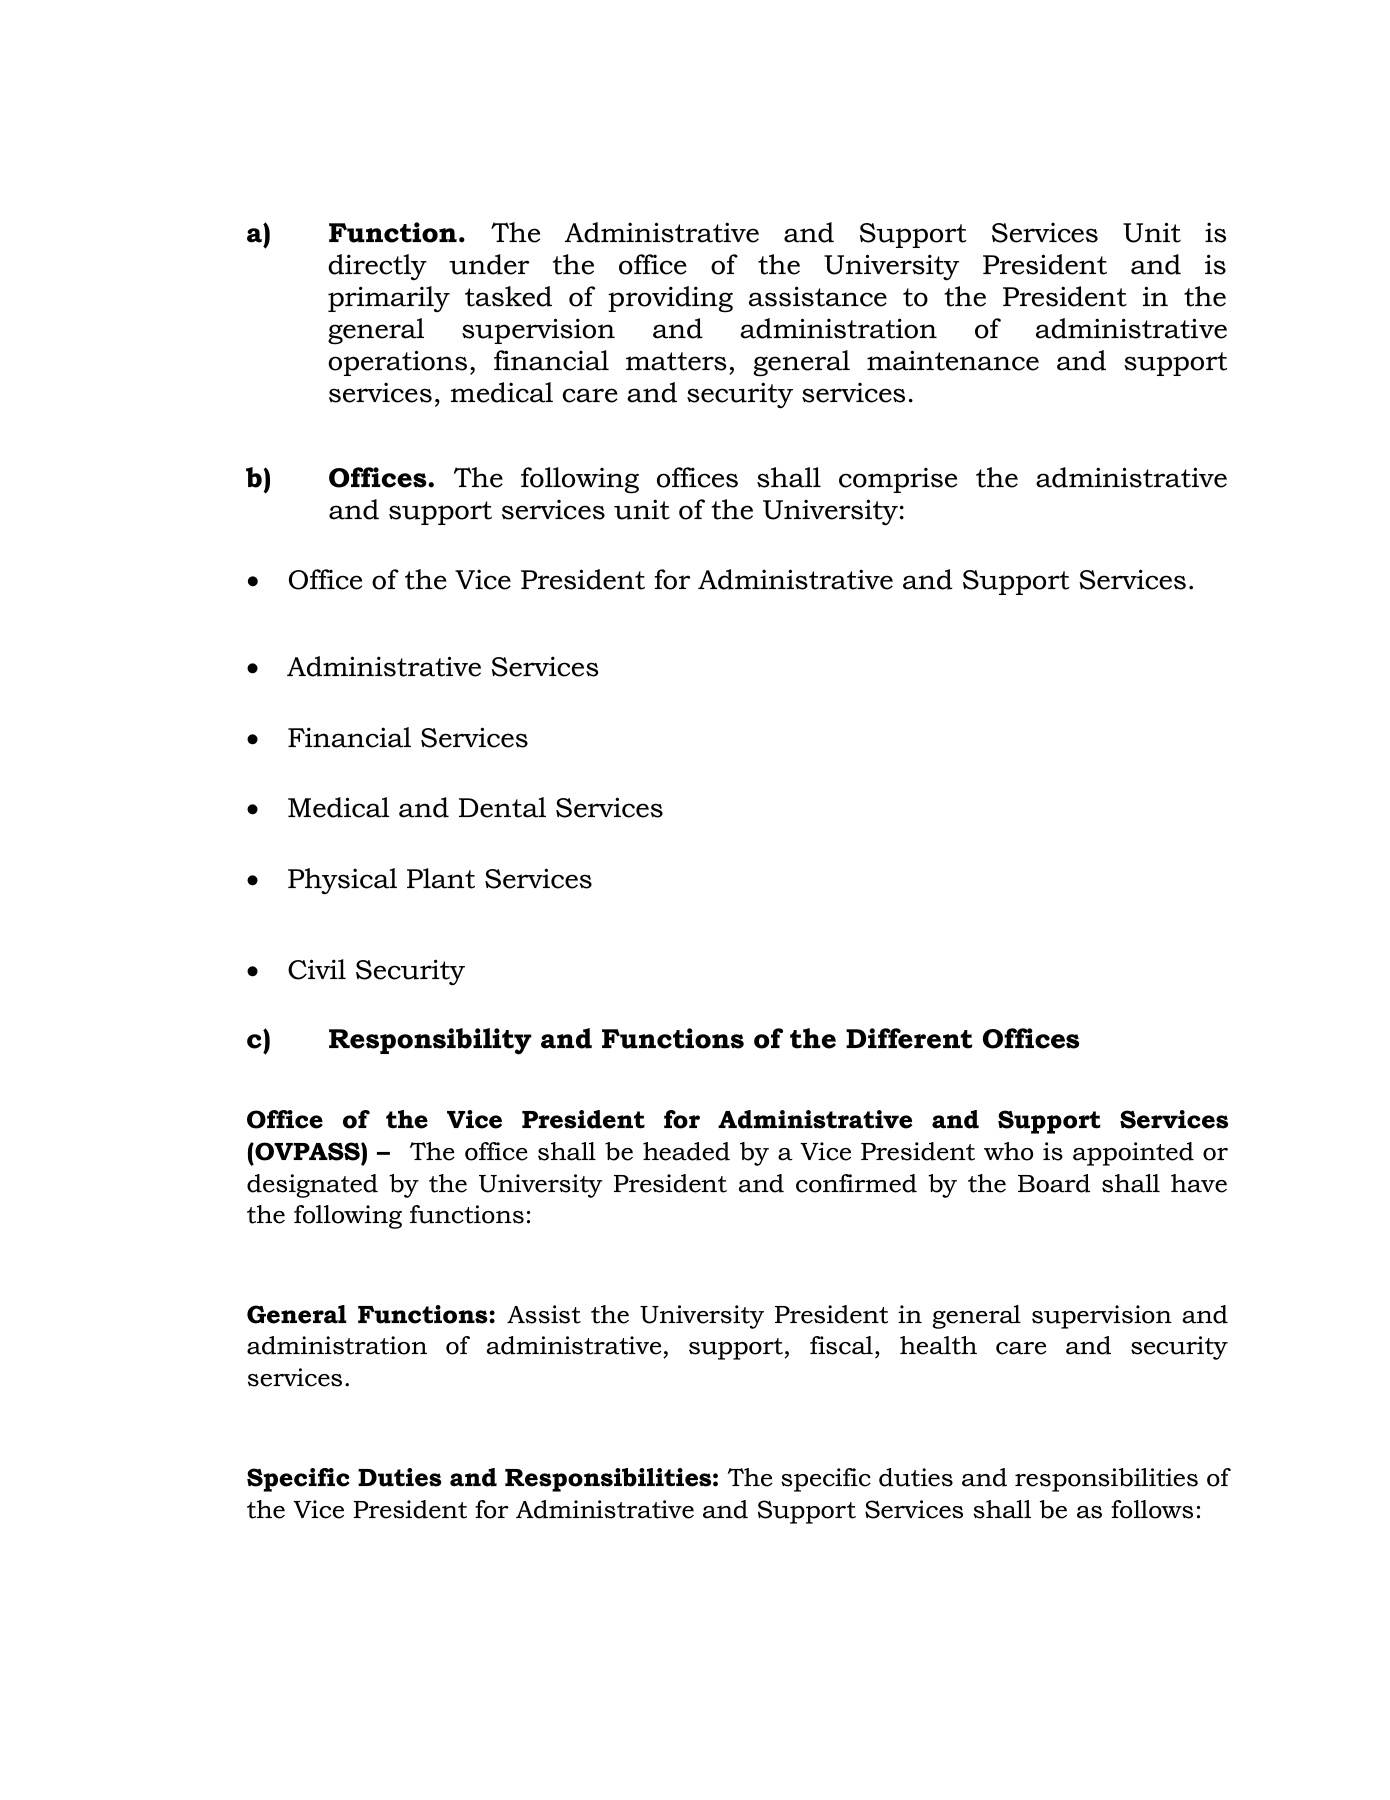 a) Function. The Administrative and Support Services Unit is
directly under the office of the University President and is
primarily tasked of providing assistance to the President in the
general supervision and administration of administrative
operations, financial matters, general maintenance and support
services, medical care and security services.
b) Offices. The following offices shall comprise the administrative
and support services unit of the University:
• Office of the Vice President for Administrative and Support Services.
• Administrative Services
• Financial Services
• Medical and Dental Services
• Physical Plant Services
• Civil Security
c) Responsibility and Functions of the Different Offices
Office of the Vice President for Administrative and Support Services
(OVPASS) – The office shall be headed by a Vice President who is appointed or
designated by the University President and confirmed by the Board shall have
the following functions:
General Functions: Assist the University President in general supervision and
administration of administrative, support, fiscal, health care and security
services.
Specific Duties and Responsibilities: The specific duties and responsibilities of
the Vice President for Administrative and Support Services shall be as follows: